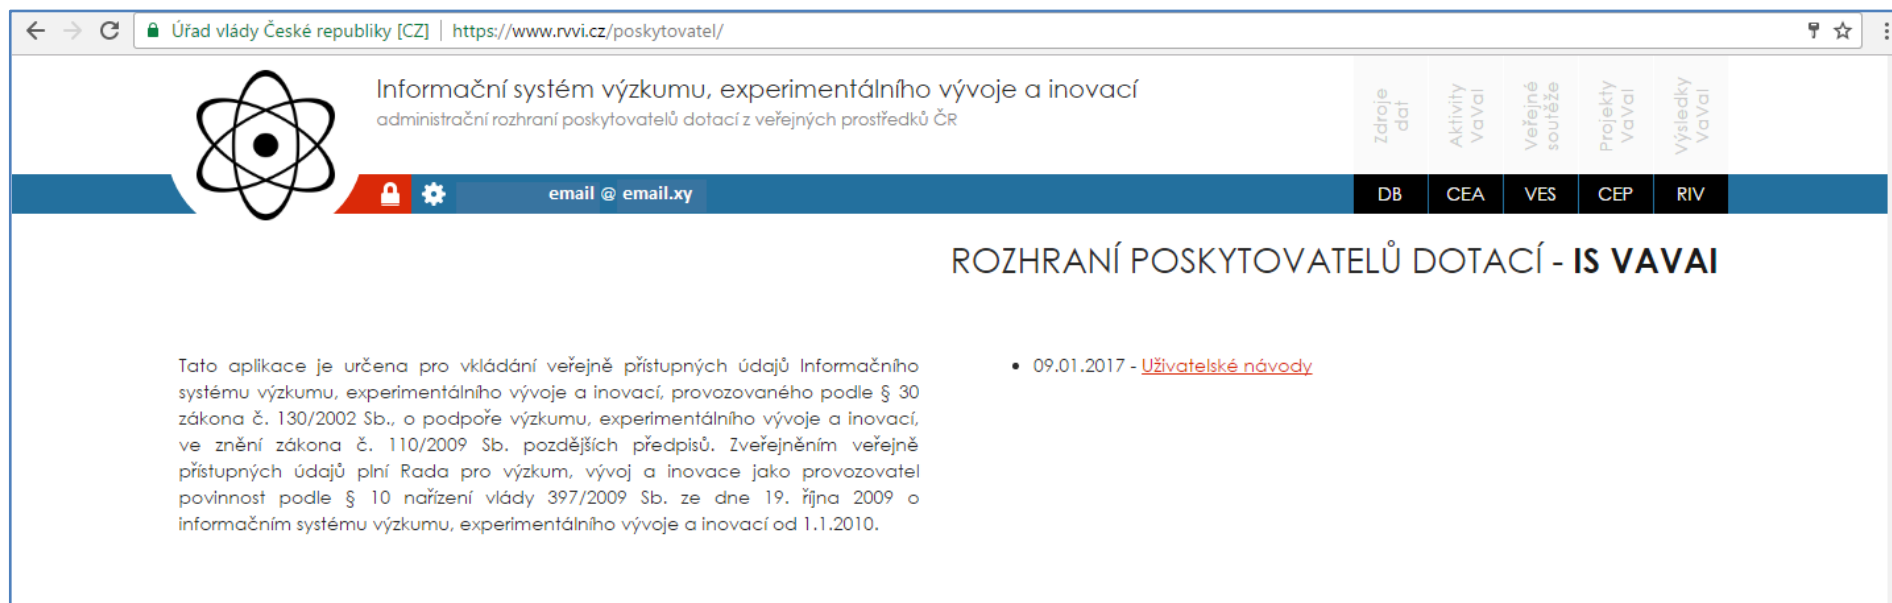 Úřad vlády České republiky [CZ] | https://www.rvvi.cz/poskytovatel/
Informační systém výzkumu, experimentálního vývoje a inovací
administrační rozhraní poskytovatelů dotací z veřejných prostředků ČR
Zdroje
dat
Aktivity
VaVaI
Veřejné
soutěže
Projekty
VaVaI
Výsledky
VaVaI
email @ email.xy
DB CEA VES CEP RIV
ROZHRANÍ POSKYTOVATELŮ DOTACÍ - IS VAVAI
Tato aplikace je určena pro vkládání veřejně přístupných údajů Informačního
systému výzkumu, experimentálního vývoje a inovací, provozovaného podle § 30
zákona č. 130/2002 Sb., o podpoře výzkumu, experimentálního vývoje a inovací,
ve znění zákona č. 110/2009 Sb. pozdějších předpisů. Zveřejněním veřejně
přístupných údajů plní Rada pro výzkum, vývoj a inovace jako provozovatel
povinnost podle § 10 nařízení vlády 397/2009 Sb. ze dne 19. října 2009 o
informačním systému výzkumu, experimentálního vývoje a inovací od 1.1.2010.
• 09.01.2017 - Uživatelské návody